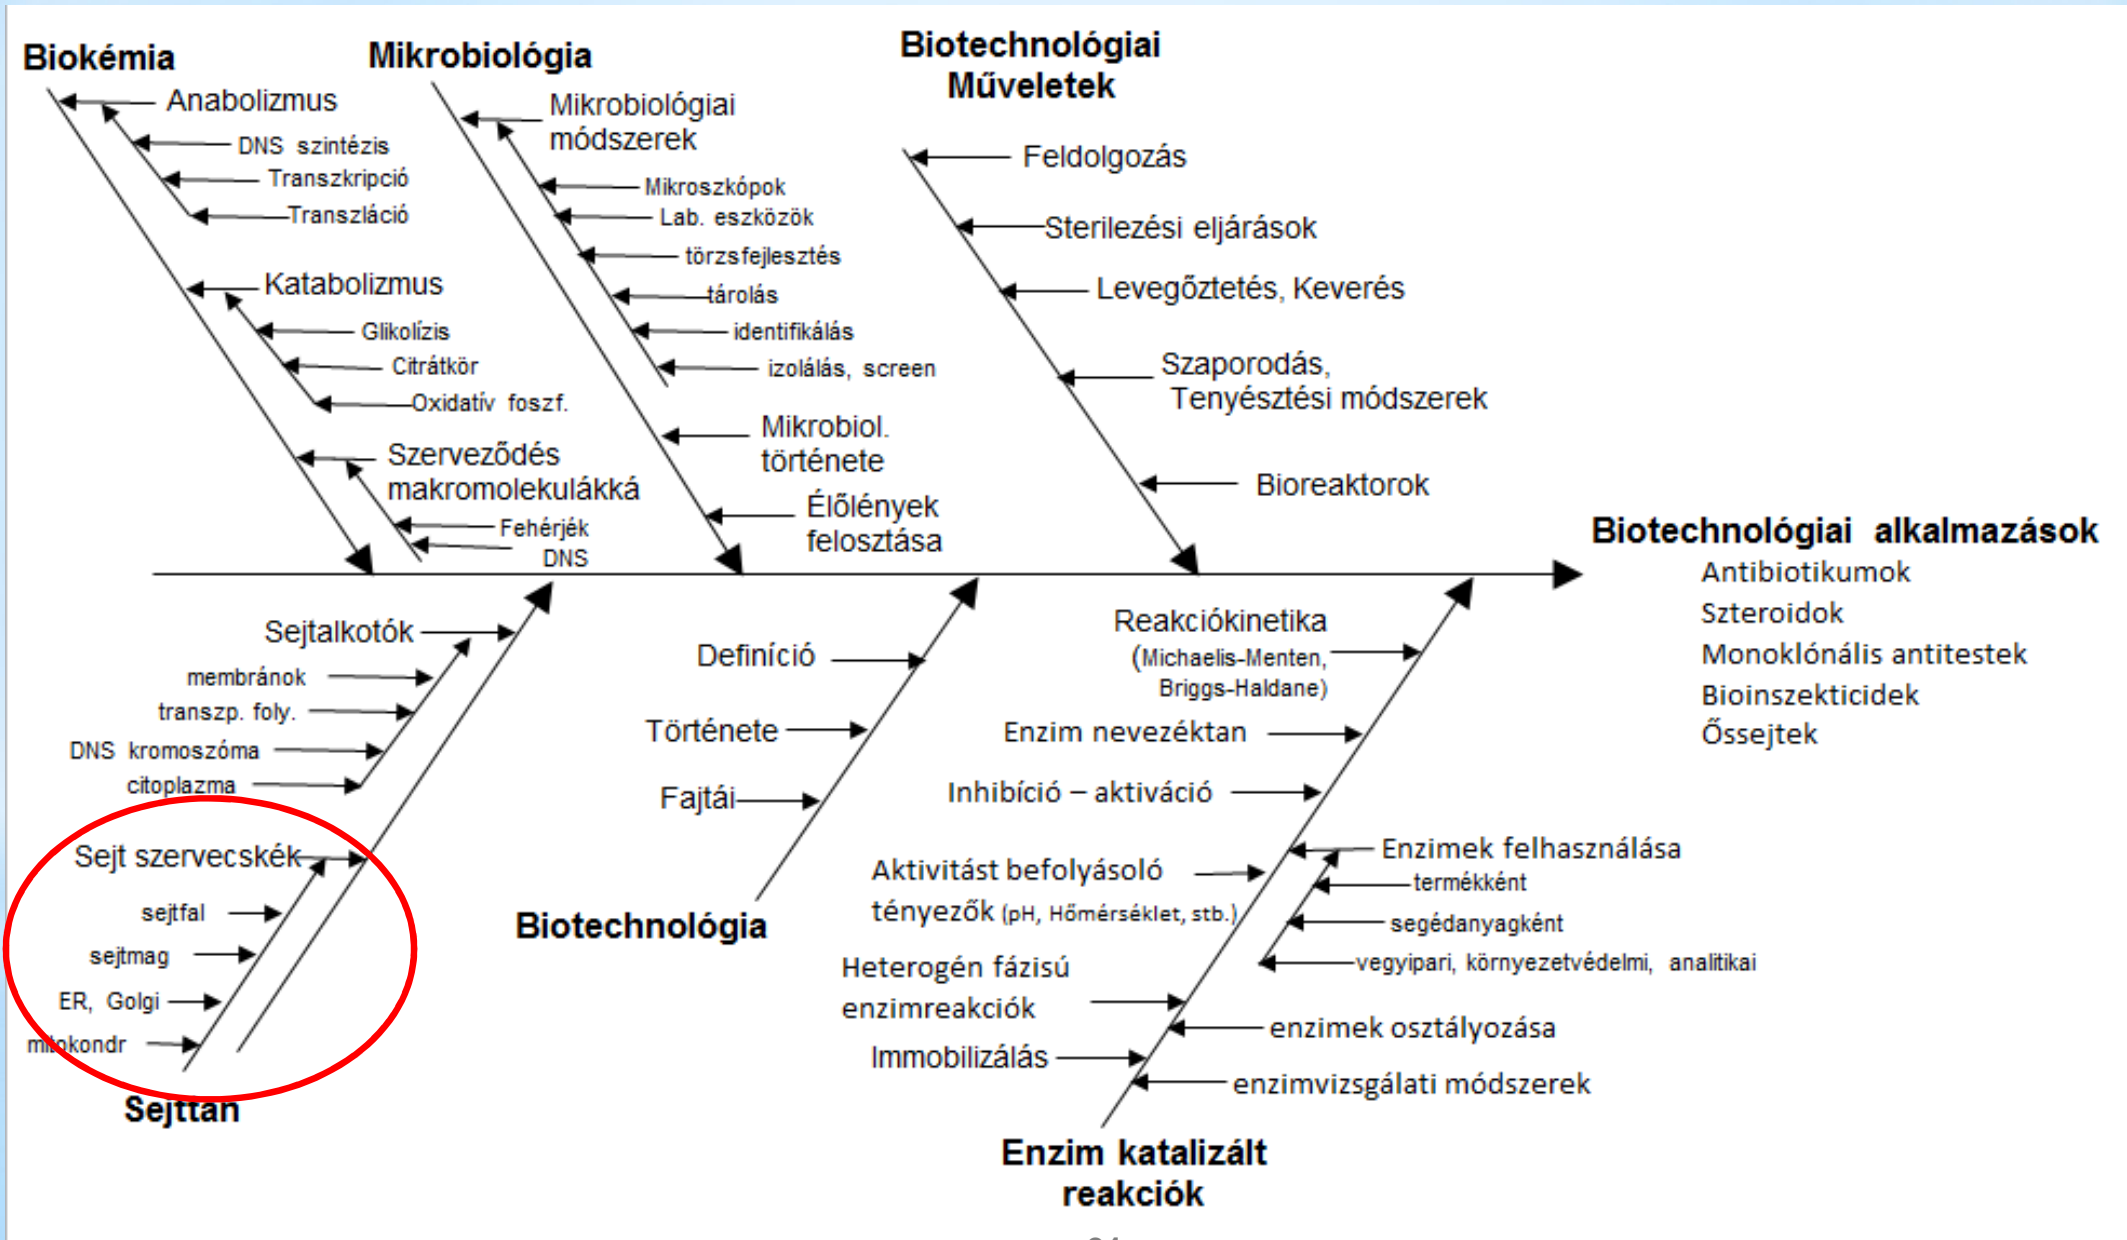 Biokémia
Anabolizmus
DNS szintézis
Transzkripció
Transzláció
Katabolizmus
Glikolízis
Citrátkör
Oxidatív foszf.
Szerveződés
makromolekulákká
Fehérjék
DNS
Mikrobiológia
Mikrobiológiai
módszerek
Mikroszkópok
Lab. eszközök
törzsfejlesztés
tárolás
identifikálás
izolálás, screen
Mikrobiol.
története
Élőlények
felosztása
Biotechnológiai
Műveletek
Feldolgozás
Sterilezési eljárások
Levegőztetés, Keverés
Szaporodás,
Tenyésztési módszerek
Bioreaktorok
Biotechnológiai alkalmazások
Antibiotikumok
Szteroidok
Monoklónális antitestek
Bioinszekticidek
Őssejtek
Sejtalkotók
membránok
transzp. foly.
DNS kromoszóma
citoplazma
Sejt szervecskék
sejtfal
sejtmag
ER, Golgi
mitokondr
Sejttan
Definíció
Története
Fajtái
Biotechnológia
Reakciókinetika
(Michaelis-Menten,
Briggs-Haldane)
Enzim nevezéktan
Inhibíció – aktiváció
Aktivitást befolyásoló
tényezők (pH, Hőmérséklet, stb.)
Heterogén fázisú
enzimreakciók
Immobilizálás
Enzimek felhasználása
termékként
segédanyagként
vegyipari, környezetvédelmi, analitikai
enzimek osztályozása
enzimvizsgálati módszerek
Enzim katalizált
reakciók